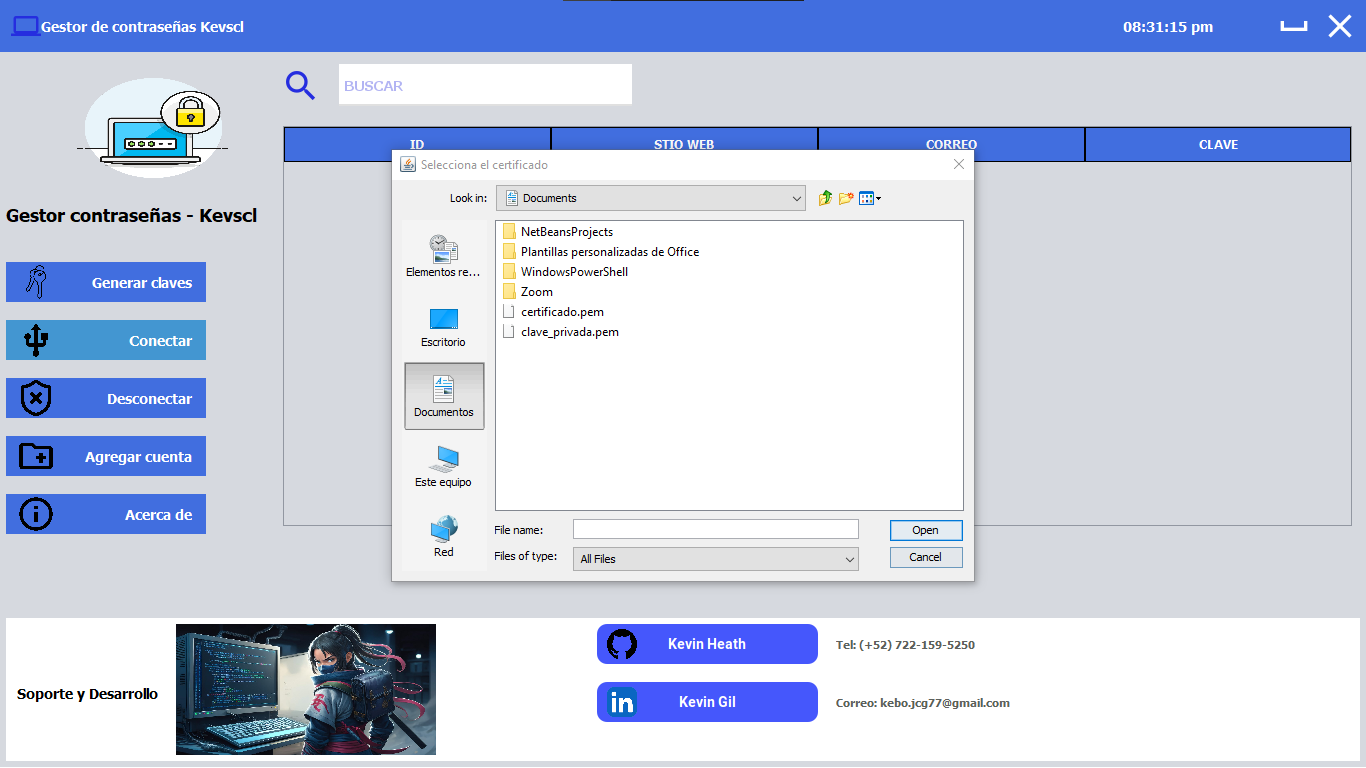 Gestor de contraseñas Kevscl
08:31:15 pm
BUSCAR
ID STIO WEB CORREO CLAVE
Gestor contraseñas - Kevscl
Generar claves
Conectar
Desconectar
Agregar cuenta
Acerca de
Selecciona el certificado
Look in: Documents
Elementos re...
Escritorio
Documentos
Este equipo
Red
NetBeansProjects
Plantillas personalizadas de Office
WindowsPowerShell
Zoom
certificado.pem
clave_privada.pem
File name: Open
Files of type: All Files Cancel
Soporte y Desarrollo
Kevin Heath
Tel: (+52) 722-159-5250
in Kevin Gil
Correo: kebo.jcg77@gmail.com